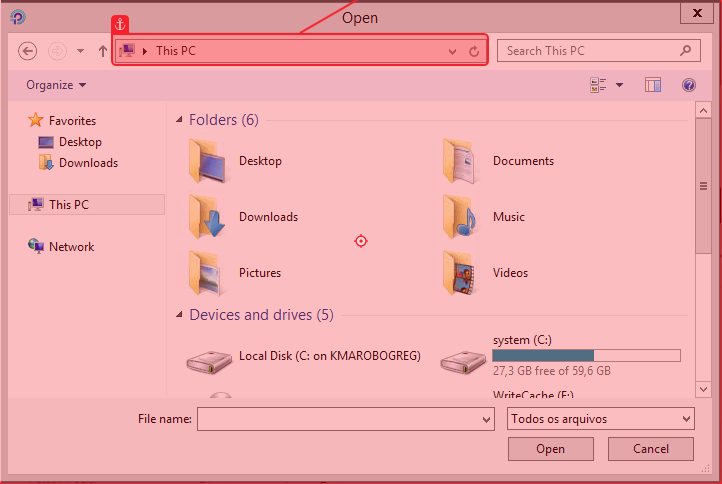 Open
This PC
Search This PC
Organize
Favorites
Desktop
Downloads
This PC
Network
Folders (6)
Desktop
Documents
Downloads
Music
Pictures
Videos
Devices and drives (5)
Local Disk (C: on KMAROBOGREG)
system (C:)
27,3 GB free of 59,6 GB
WriteCache (E:)
File name:
Todos os arquivos
Open
Cancel